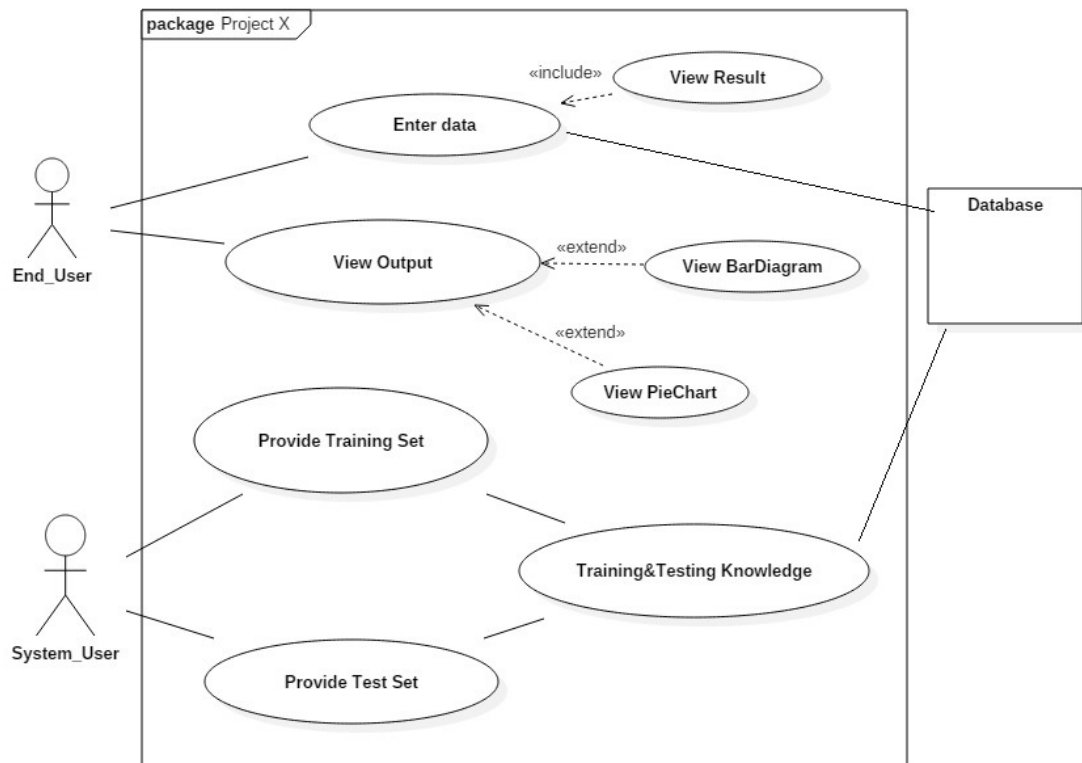 package Project X
«include»
View Result
Enter data
Database
End_User
View Output
«extend»
View BarDiagram
«extend»
View PieChart
Provide Training Set
Training&Testing Knowledge
System_User
Provide Test Set